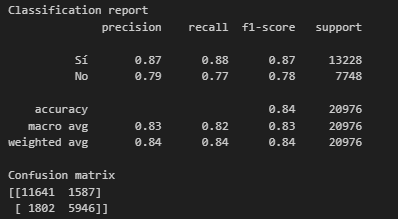 Classification report
precision recall f1-score support
Sí 0.87 0.88 0.87 13228
No 0.79 0.77 0.78 7748
accuracy 0.84 20976
macro avg 0.83 0.82 0.83 20976
weighted avg 0.84 0.84 0.84 20976
Confusion matrix
[[11641 1587]
[ 1802 5946]]